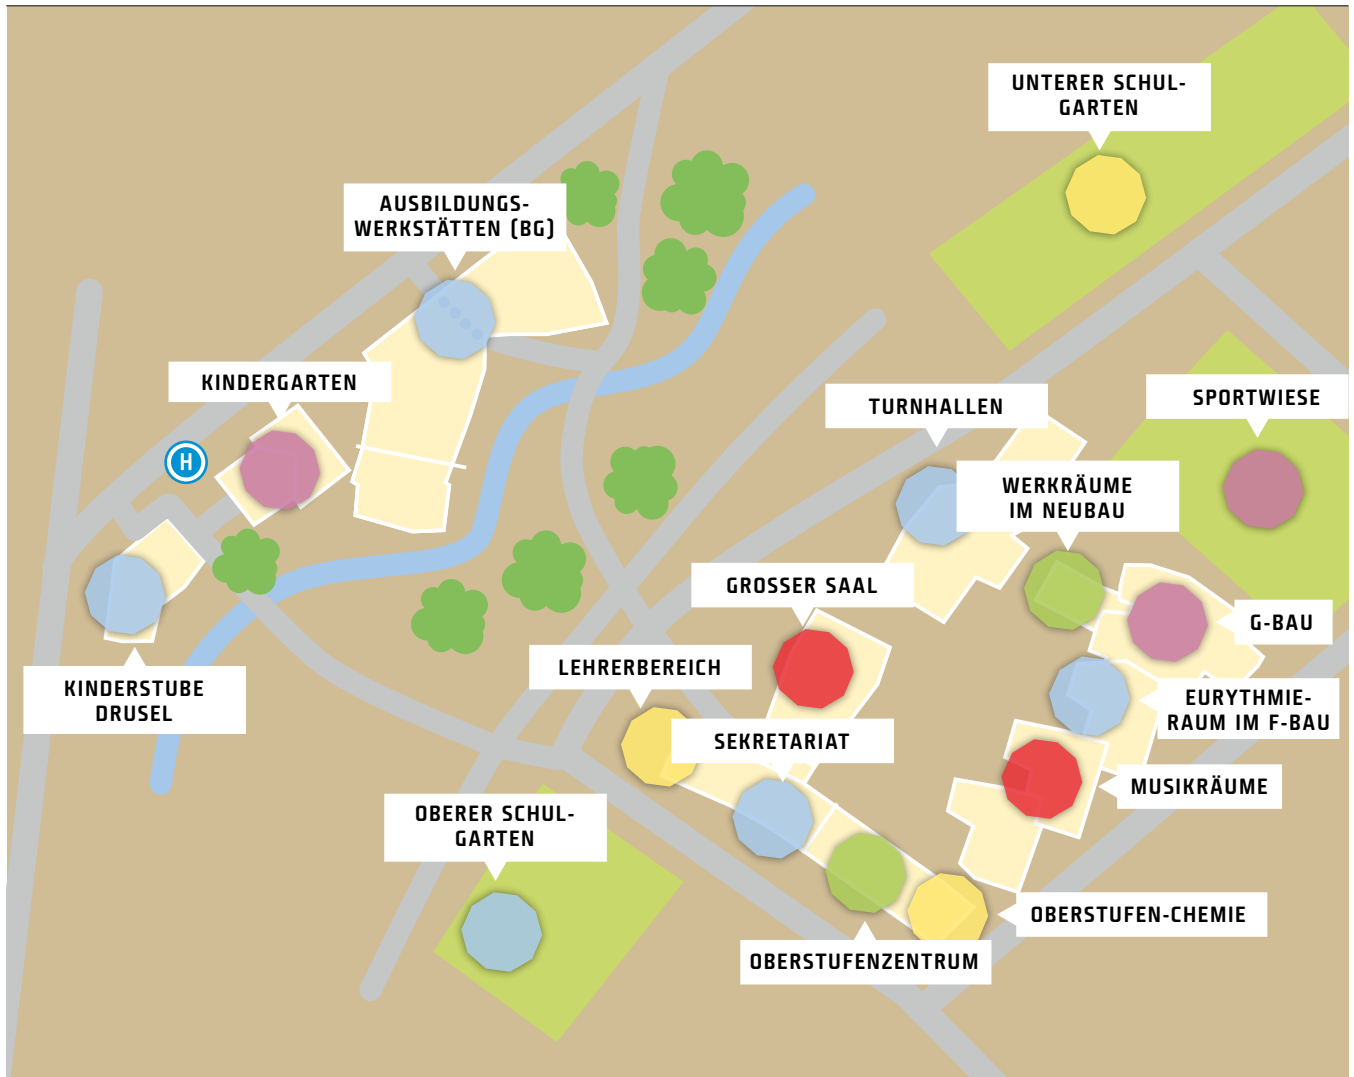 UNTERER SCHUL-
GARTEN
AUSBILDUNGS-
WERKSTÄTTEN (BG)
KINDERGARTEN
SPORTWIESE
TURNHALLEN
H
WERKRÄUME
IM NEUBAU
GROSSER SAAL
G-BAU
LEHRERBEREICH
KINDERSTUBE
DRUSEL
EURYTHMIE-
RAUM IM F-BAU
SEKRETARIAT
MUSIKRÄUME
OBERER SCHUL-
GARTEN
OBERSTUFEN-CHEMIE
OBERSTUFENZENTRUM